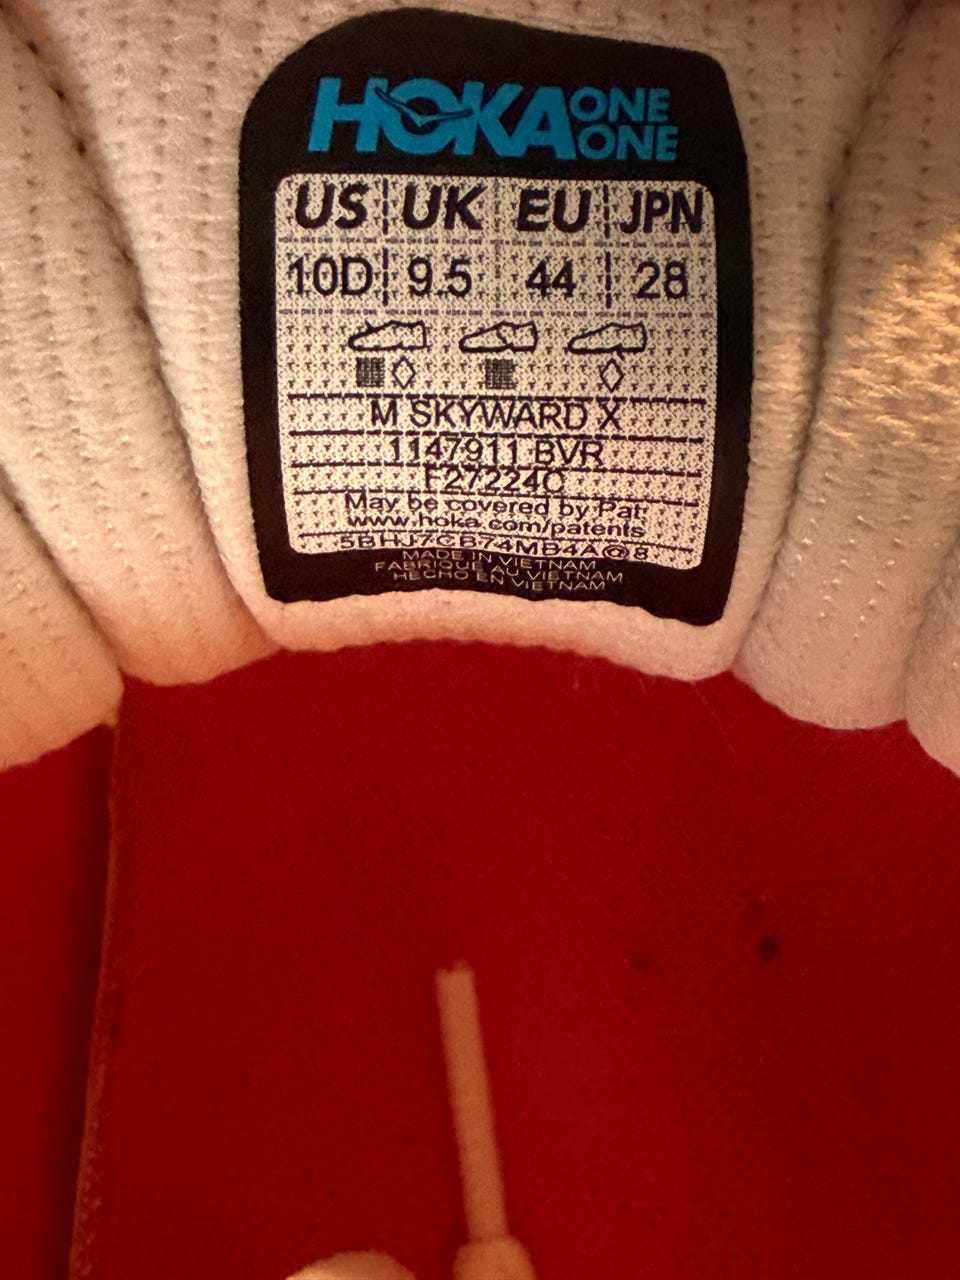 HOKA ONE ONE
US UK EU JPN
10D 9.5 44 28
M SKYWARD X
1147911 BVR
F27224C
May be covered by Pat.
www.hoka.com/patents
5BHJ7CB74MB4A@8
MADE IN VIETNAM
FABRIQUE AU VIETNAM
HECHO EN VIETNAM